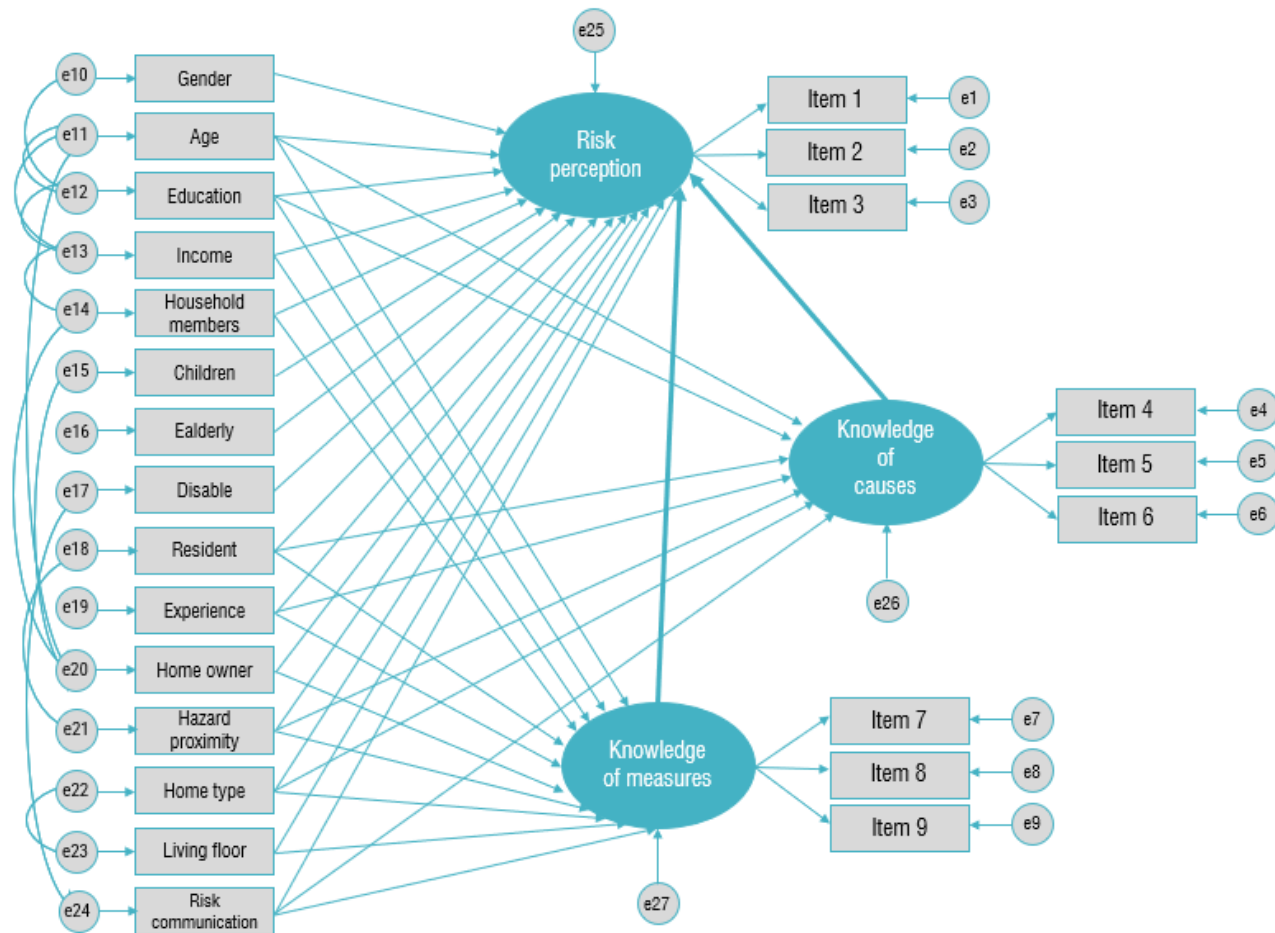 e25
e10
Gender
e11
Age
e12
Education
e13
Income
e14
Household
members
e15
Children
e16
Ealderly
e17
Disable
e18
Resident
e19
Experience
e20
Home owner
e21
Hazard
proximity
e22
Home type
e23
Living floor
e24
Risk
communication
Risk
perception
Item 1
e1
Item 2
e2
Item 3
e3
Knowledge
of
causes
Item 4
e4
Item 5
e5
Item 6
e6
e26
Knowledge
of measures
Item 7
e7
Item 8
e8
Item 9
e9
e27